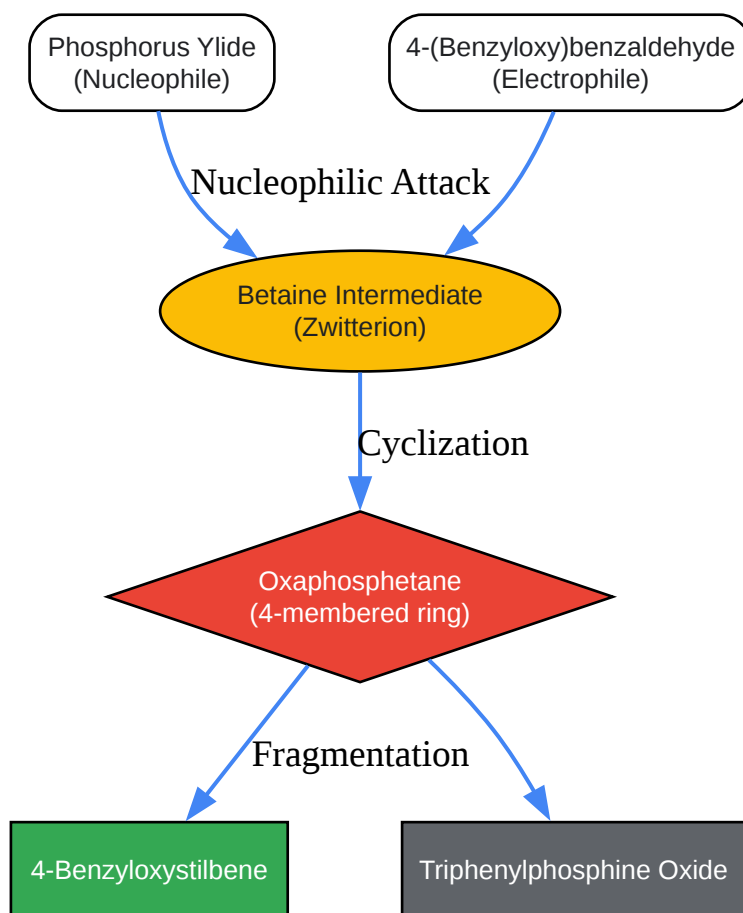 Phosphorus Ylide
(Nucleophile)
4-(Benzyloxy)benzaldehyde
(Electrophile)
Nucleophilic Attack
Betaine Intermediate
(Zwitterion)
Cyclization
Oxaphosphetane
(4-membered ring)
Fragmentation
4-Benzyloxystilbene
Triphenylphosphine Oxide